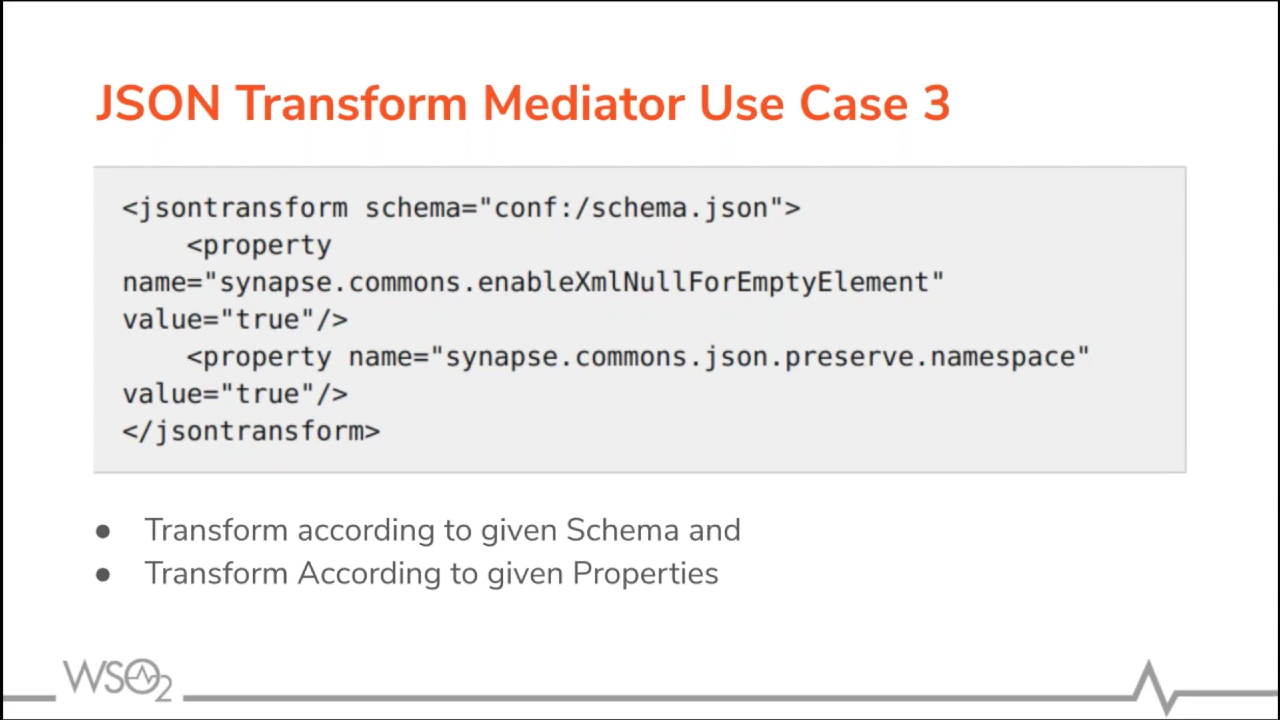 JSON Transform Mediator Use Case 3
<jsontransform schema="conf:/schema.json">
    <property
name="synapse.commons.enableXmlNullForEmptyElement"
value="true"/>
    <property name="synapse.commons.json.preserve.namespace"
value="true"/>
</jsontransform>
● Transform according to given Schema and
● Transform According to given Properties
WSO2